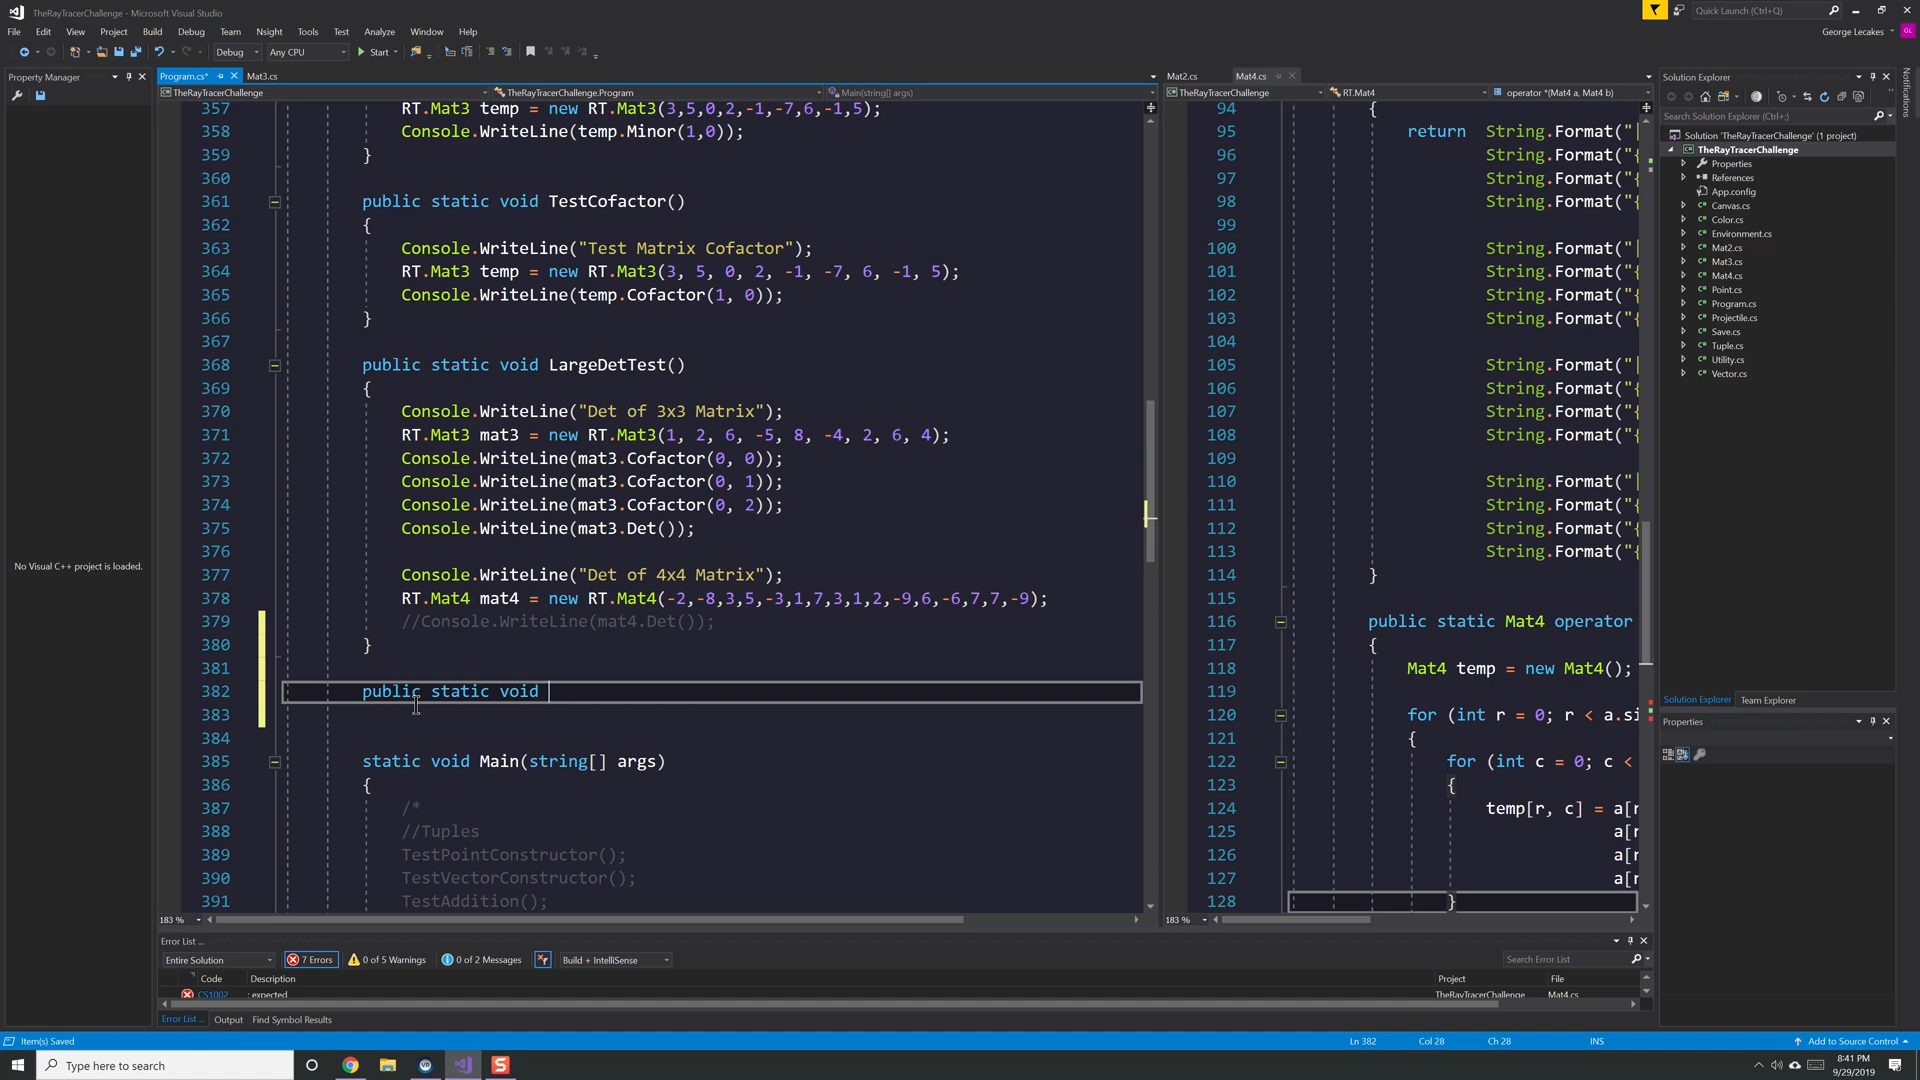 TheRayTracerChallenge - Microsoft Visual Studio
Quick Launch (Ctrl+Q)
File Edit View Project Build Debug Team Nsight Tools Test Analyze Window Help
George Lecakes
GL
Debug Any CPU Start
Property Manager
Program.cs* Mat3.cs
Mat2.cs Mat4.cs
Solution Explorer
Notifications
TheRayTracerChallenge TheRayTracerChallenge.Program Main(string[] args)
TheRayTracerChallenge RT.Mat4 operator *(Mat4 a, Mat4 b)
Search Solution Explorer (Ctrl+;)
Solution 'TheRayTracerChallenge' (1 project)
TheRayTracerChallenge
Properties
References
App.config
Canvas.cs
Color.cs
Environment.cs
Mat2.cs
Mat3.cs
Mat4.cs
Point.cs
Program.cs
Projectile.cs
Save.cs
Tuple.cs
Utility.cs
Vector.cs
No Visual C++ project is loaded.
357 RT.Mat3 temp = new RT.Mat3(3,5,0,2,-1,-7,6,-1,5);
358 Console.WriteLine(temp.Minor(1,0));
359 }
360
361 public static void TestCofactor()
362 {
363 Console.WriteLine("Test Matrix Cofactor");
364 RT.Mat3 temp = new RT.Mat3(3, 5, 0, 2, -1, -7, 6, -1, 5);
365 Console.WriteLine(temp.Cofactor(1, 0));
366 }
367
368 public static void LargeDetTest()
369 {
370 Console.WriteLine("Det of 3x3 Matrix");
371 RT.Mat3 mat3 = new RT.Mat3(1, 2, 6, -5, 8, -4, 2, 6, 4);
372 Console.WriteLine(mat3.Cofactor(0, 0));
373 Console.WriteLine(mat3.Cofactor(0, 1));
374 Console.WriteLine(mat3.Cofactor(0, 2));
375 Console.WriteLine(mat3.Det());
376
377 Console.WriteLine("Det of 4x4 Matrix");
378 RT.Mat4 mat4 = new RT.Mat4(-2,-8,3,5,-3,1,7,3,1,2,-9,6,-6,7,7,-9);
379 //Console.WriteLine(mat4.Det());
380 }
381
382 public static void
383
384
385 static void Main(string[] args)
386 {
387 /*
388 //Tuples
389 TestPointConstructor();
390 TestVectorConstructor();
391 TestAddition();
94 {
95 return String.Format("|
96 String.Format("{
97 String.Format("{
98 String.Format("{
99
100 String.Format("|
101 String.Format("{
102 String.Format("{
103 String.Format("{
104
105 String.Format("|
106 String.Format("{
107 String.Format("{
108 String.Format("{
109
110 String.Format("|
111 String.Format("{
112 String.Format("{
113 String.Format("{
114 }
115
116 public static Mat4 operator
117 {
118 Mat4 temp = new Mat4();
119
120 for (int r = 0; r < a.si
121 {
122 for (int c = 0; c <
123 {
124 temp[r, c] = a[r
125 a[r
126 a[r
127 a[r
128 }
183 %
183 %
Solution Explorer Team Explorer
Properties
Error List ...
Entire Solution 7 Errors 0 of 5 Warnings 0 of 2 Messages Build + IntelliSense
Search Error List
Code Description Project File
CS1002 ; expected TheRayTracerChallenge Mat4.cs
Error List ... Output Find Symbol Results
Item(s) Saved Ln 382 Col 28 Ch 28 INS Add to Source Control
Type here to search
8:41 PM
9/29/2019